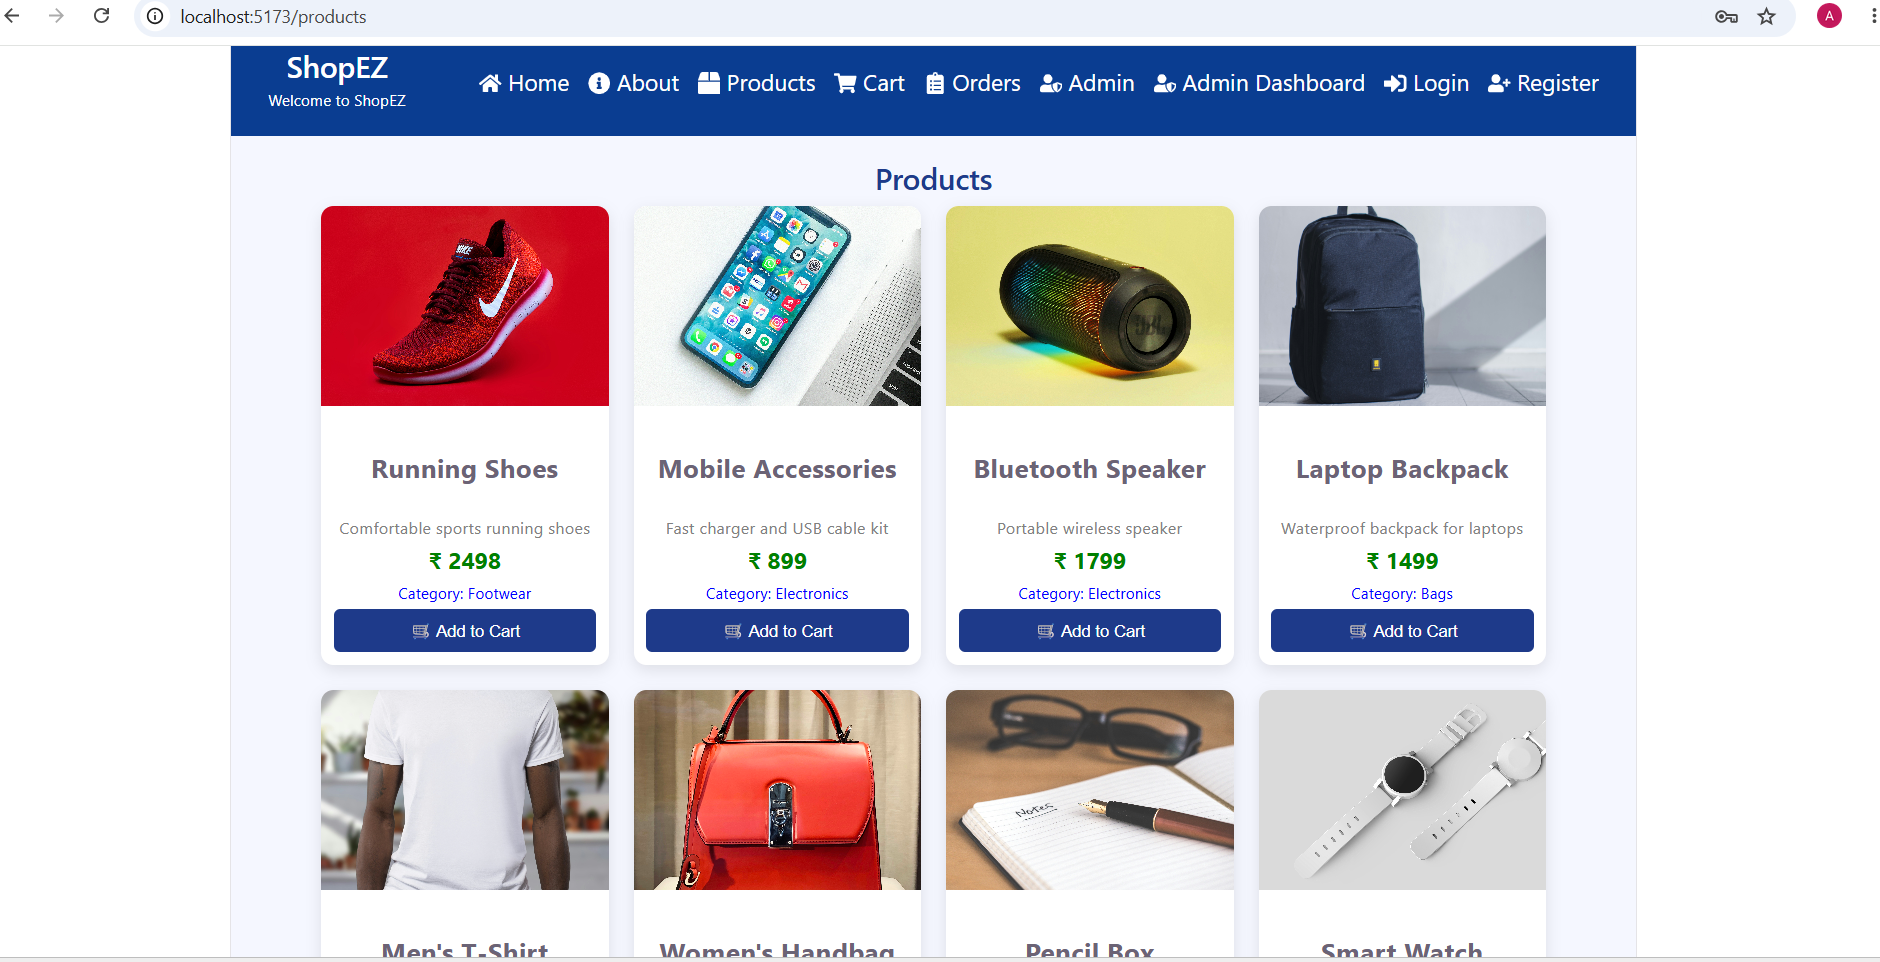 localhost:5173/products
A
ShopEZ
Welcome to ShopEZ
Home About Products Cart Orders Admin Admin Dashboard Login Register
Products
NIKE
JBL
Running Shoes
Comfortable sports running shoes
₹ 2498
Category: Footwear
Add to Cart
Mobile Accessories
Fast charger and USB cable kit
₹ 899
Category: Electronics
Add to Cart
Bluetooth Speaker
Portable wireless speaker
₹ 1799
Category: Electronics
Add to Cart
Laptop Backpack
Waterproof backpack for laptops
₹ 1499
Category: Bags
Add to Cart
Notes
Men's T-Shirt
Women's Handbag
Pencil Box
Smart Watch